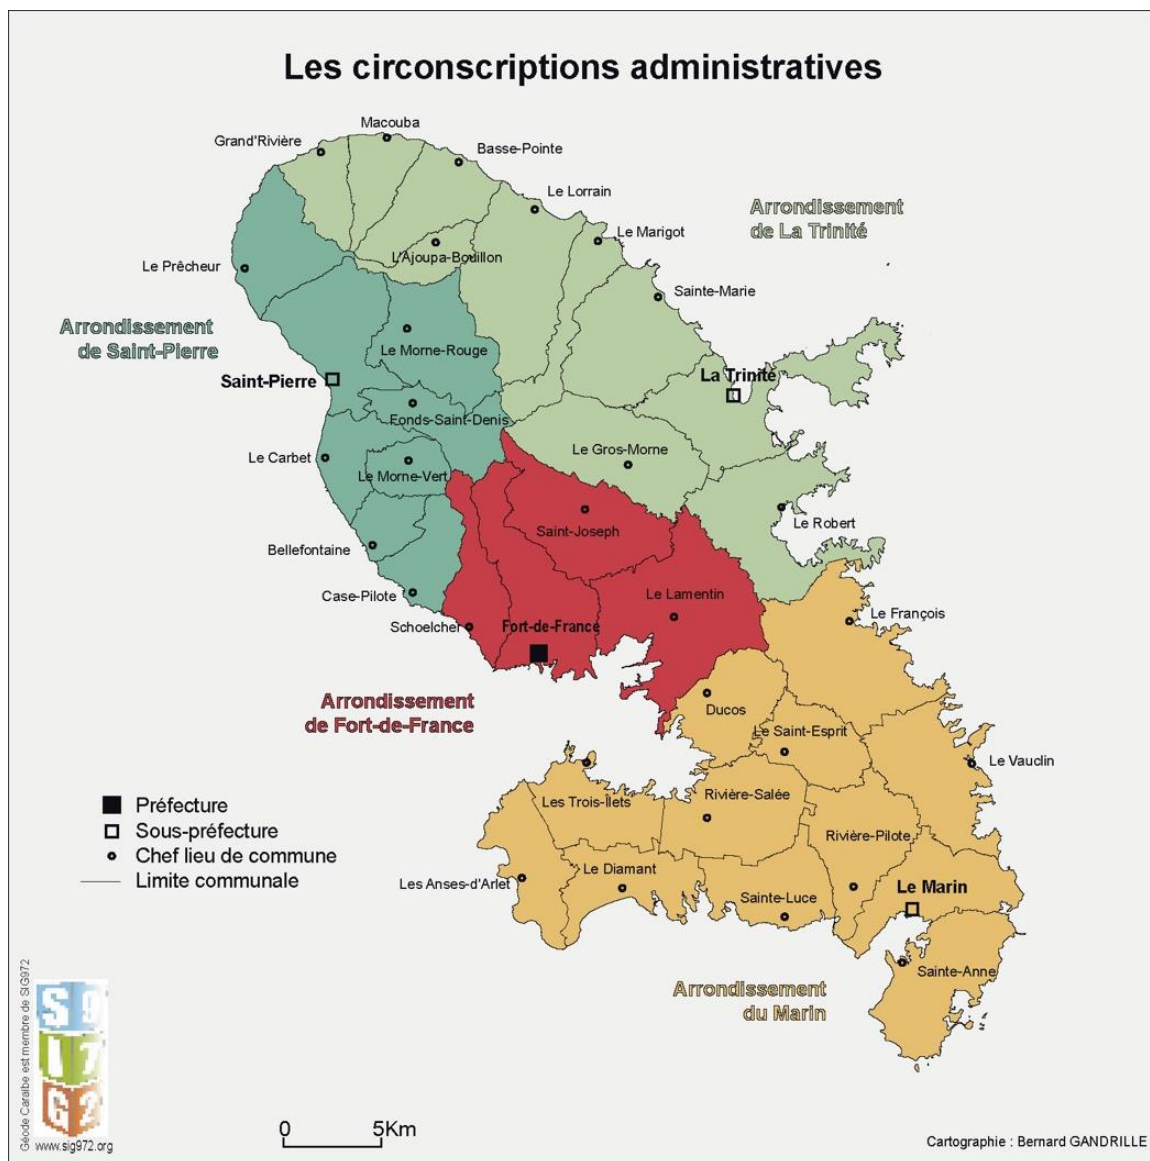 Les circonscriptions administratives
Macouba
Grand'Rivière
Basse-Pointe
Le Lorrain
Arrondissement
de La Trinité
Le Marigot
L'Ajoupa-Bouillon
Le Prêcheur
Sainte-Marie
Arrondissement
de Saint-Pierre
Le Morne-Rouge
Saint-Pierre
La Trinité
Fonds-Saint-Denis
Le Gros-Morne
Le Carbet
Le Morne-Vert
Saint-Joseph
Le Robert
Bellefontaine
Case-Pilote
Le Lamentin
Le François
Schoelcher
Fort-de-France
Arrondissement
de Fort-de-France
Ducos
Le Saint-Esprit
Le Vauclin
Les Trois-Îlets
Rivière-Salée
Rivière-Pilote
Les Anses-d'Arlet
Le Diamant
Sainte-Luce
Le Marin
Sainte-Anne
Arrondissement
du Marin
Préfecture
Sous-préfecture
Chef lieu de commune
Limite communale
Géode Caraïbe est membre de SIG972
S9
I7
G2
www.sig972.org
0 5Km
Cartographie : Bernard GANDRILLE